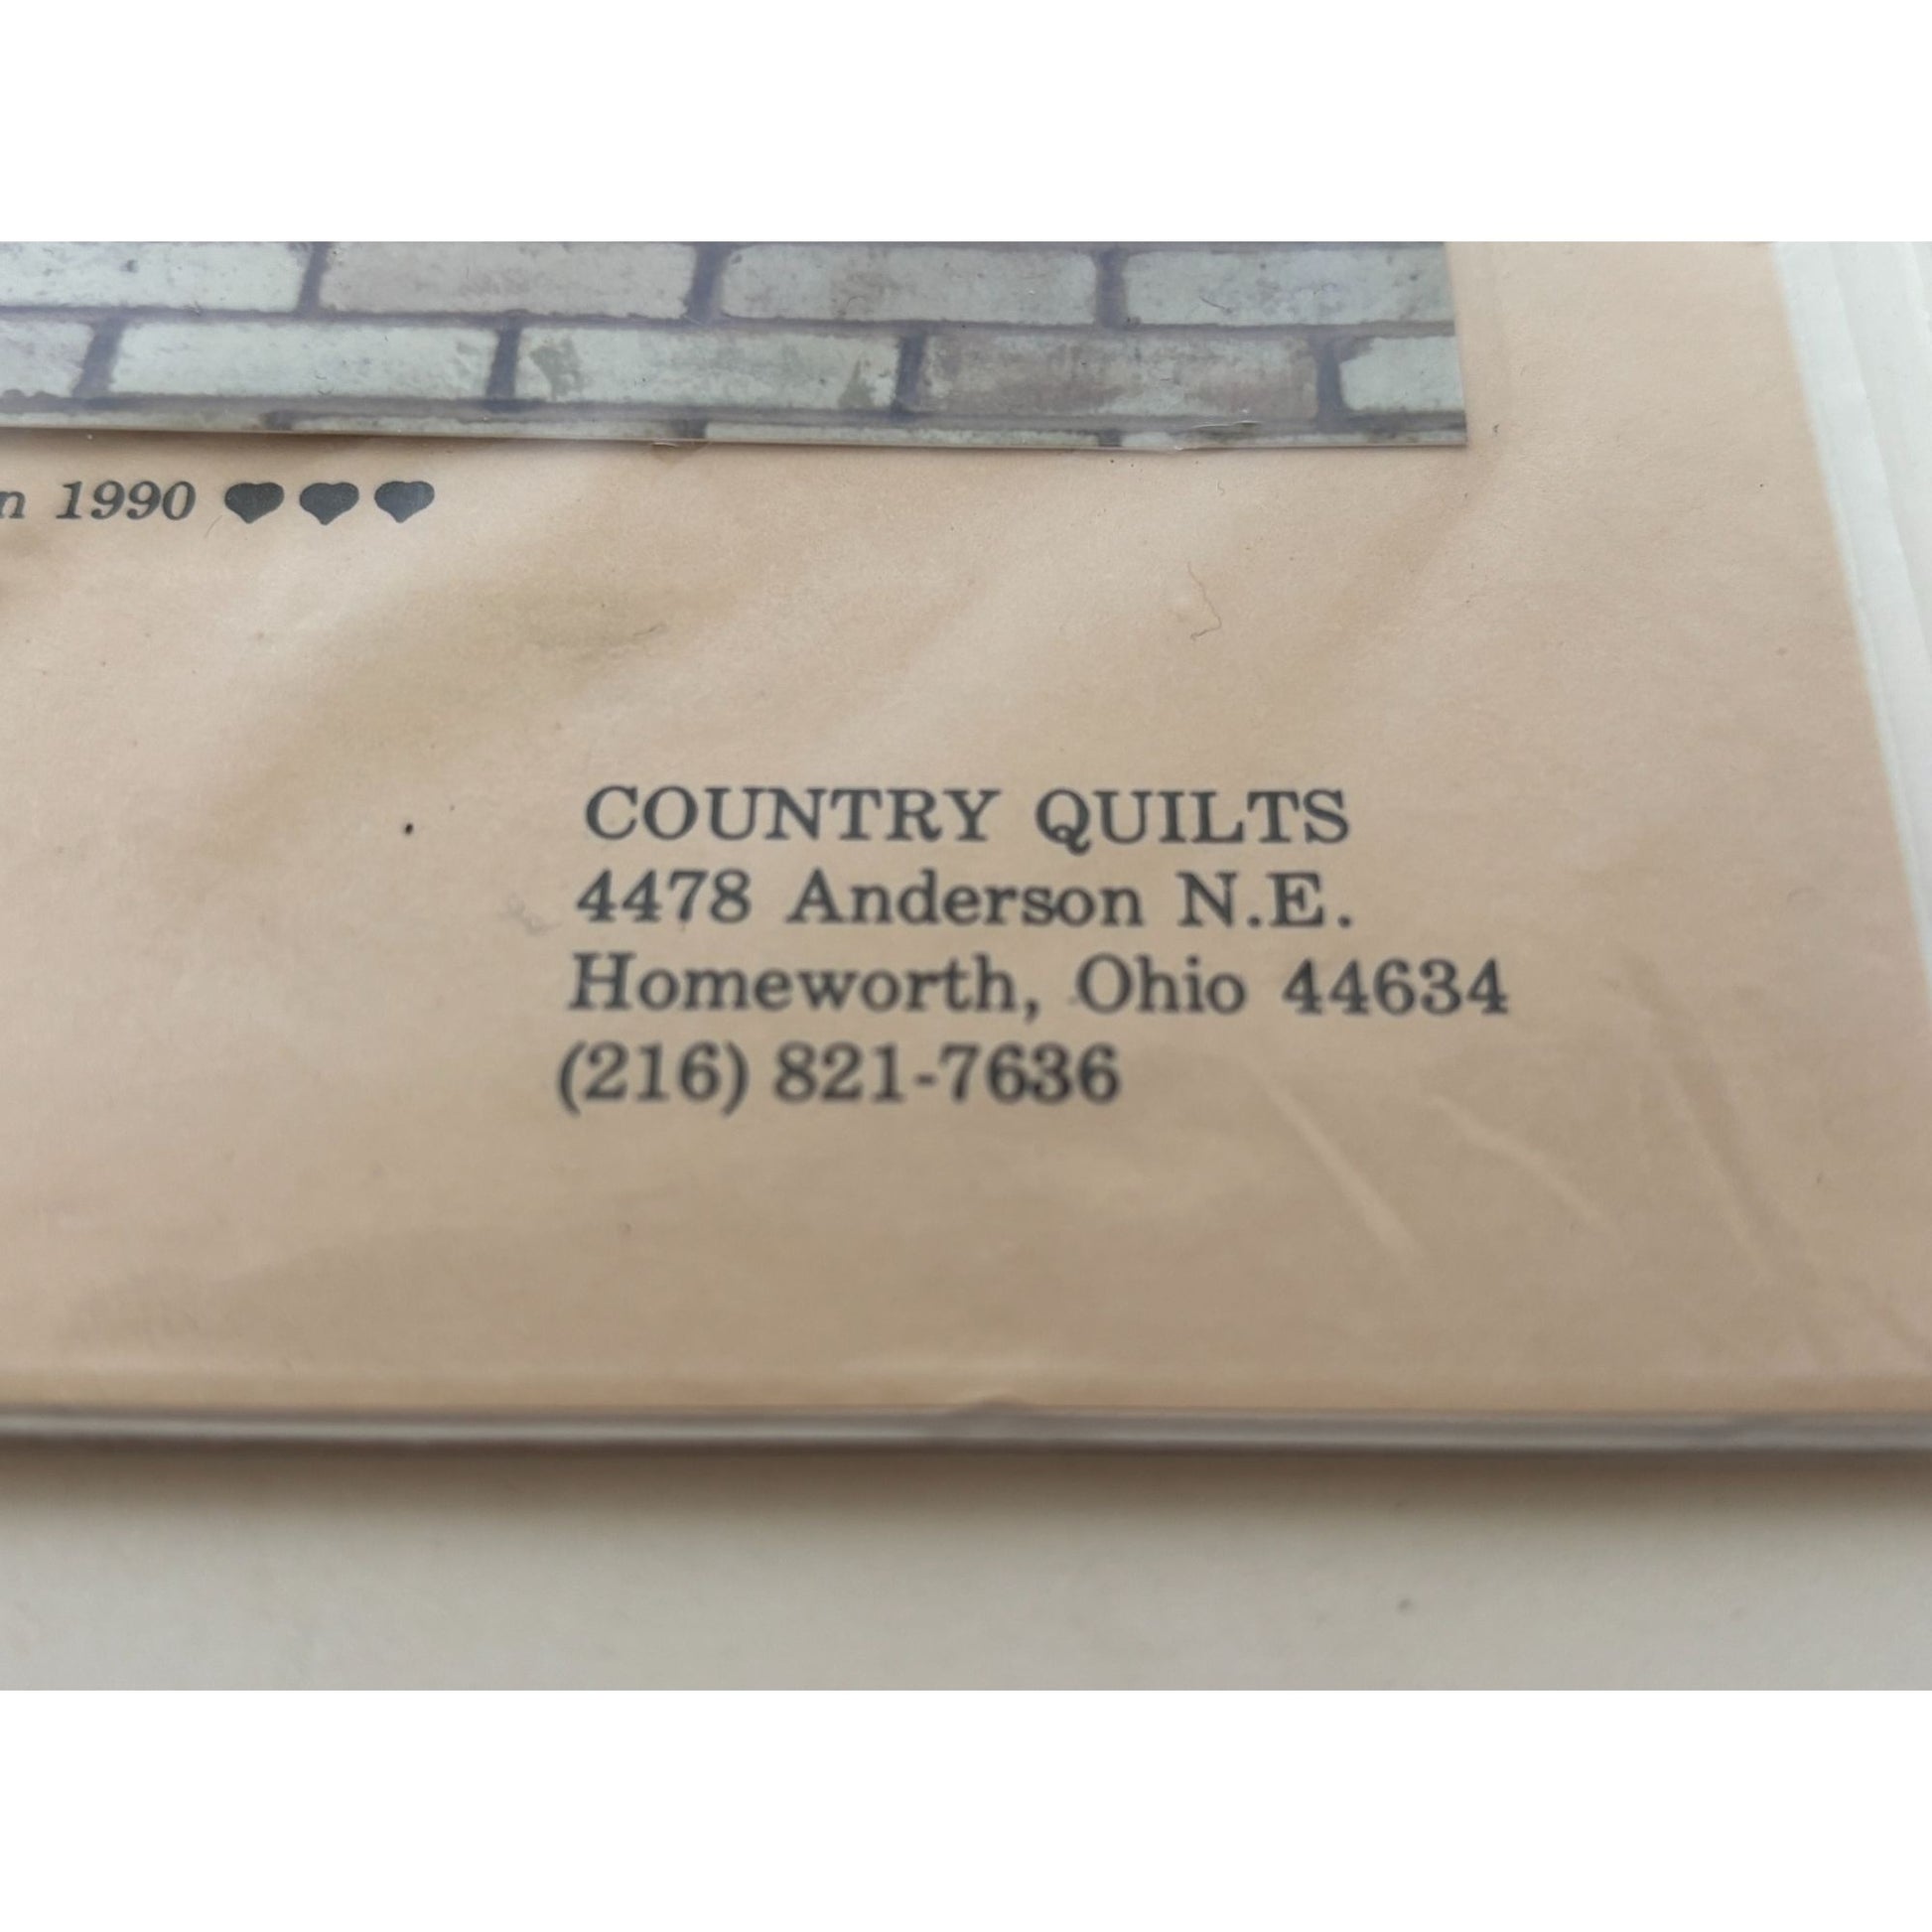 n 1990 ♥♥♥
COUNTRY QUILTS
4478 Anderson N.E.
Homeworth, Ohio 44634
(216) 821-7636